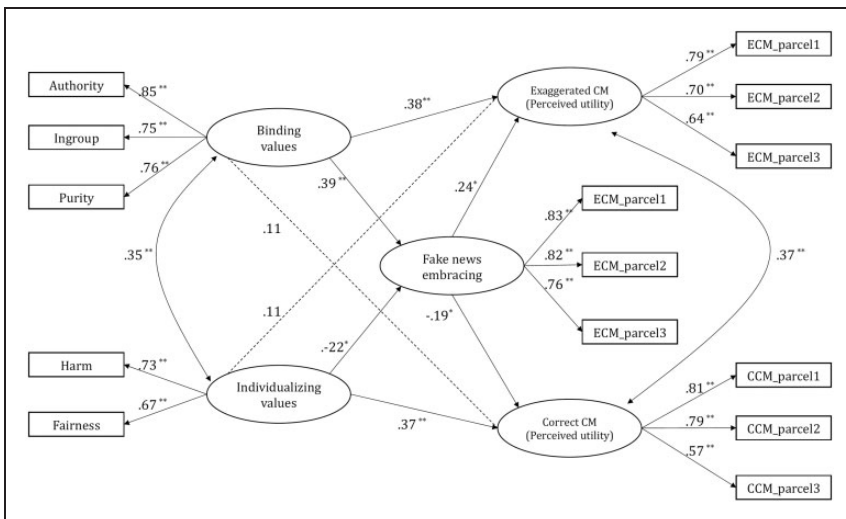 ECM_parcel1
.79 **
Exaggerated CM
(Perceived utility)
.70 **
ECM_parcel2
.64 **
ECM_parcel3
Authority
.85 **
Ingroup
.75 **
Purity
.76 **
Binding
values
.38**
.39 **
.24*
.11
.35 **
.37 **
Fake news
embracing
ECM_parcel1
.83 **
.82 **
ECM_parcel2
.76 **
ECM_parcel3
.11
.-22*
-.19*
Harm
.73 **
Fairness
.67 **
Individualizing
values
.37 **
Correct CM
(Perceived utility)
CCM_parcel1
.81 **
.79 **
CCM_parcel2
.57 **
CCM_parcel3